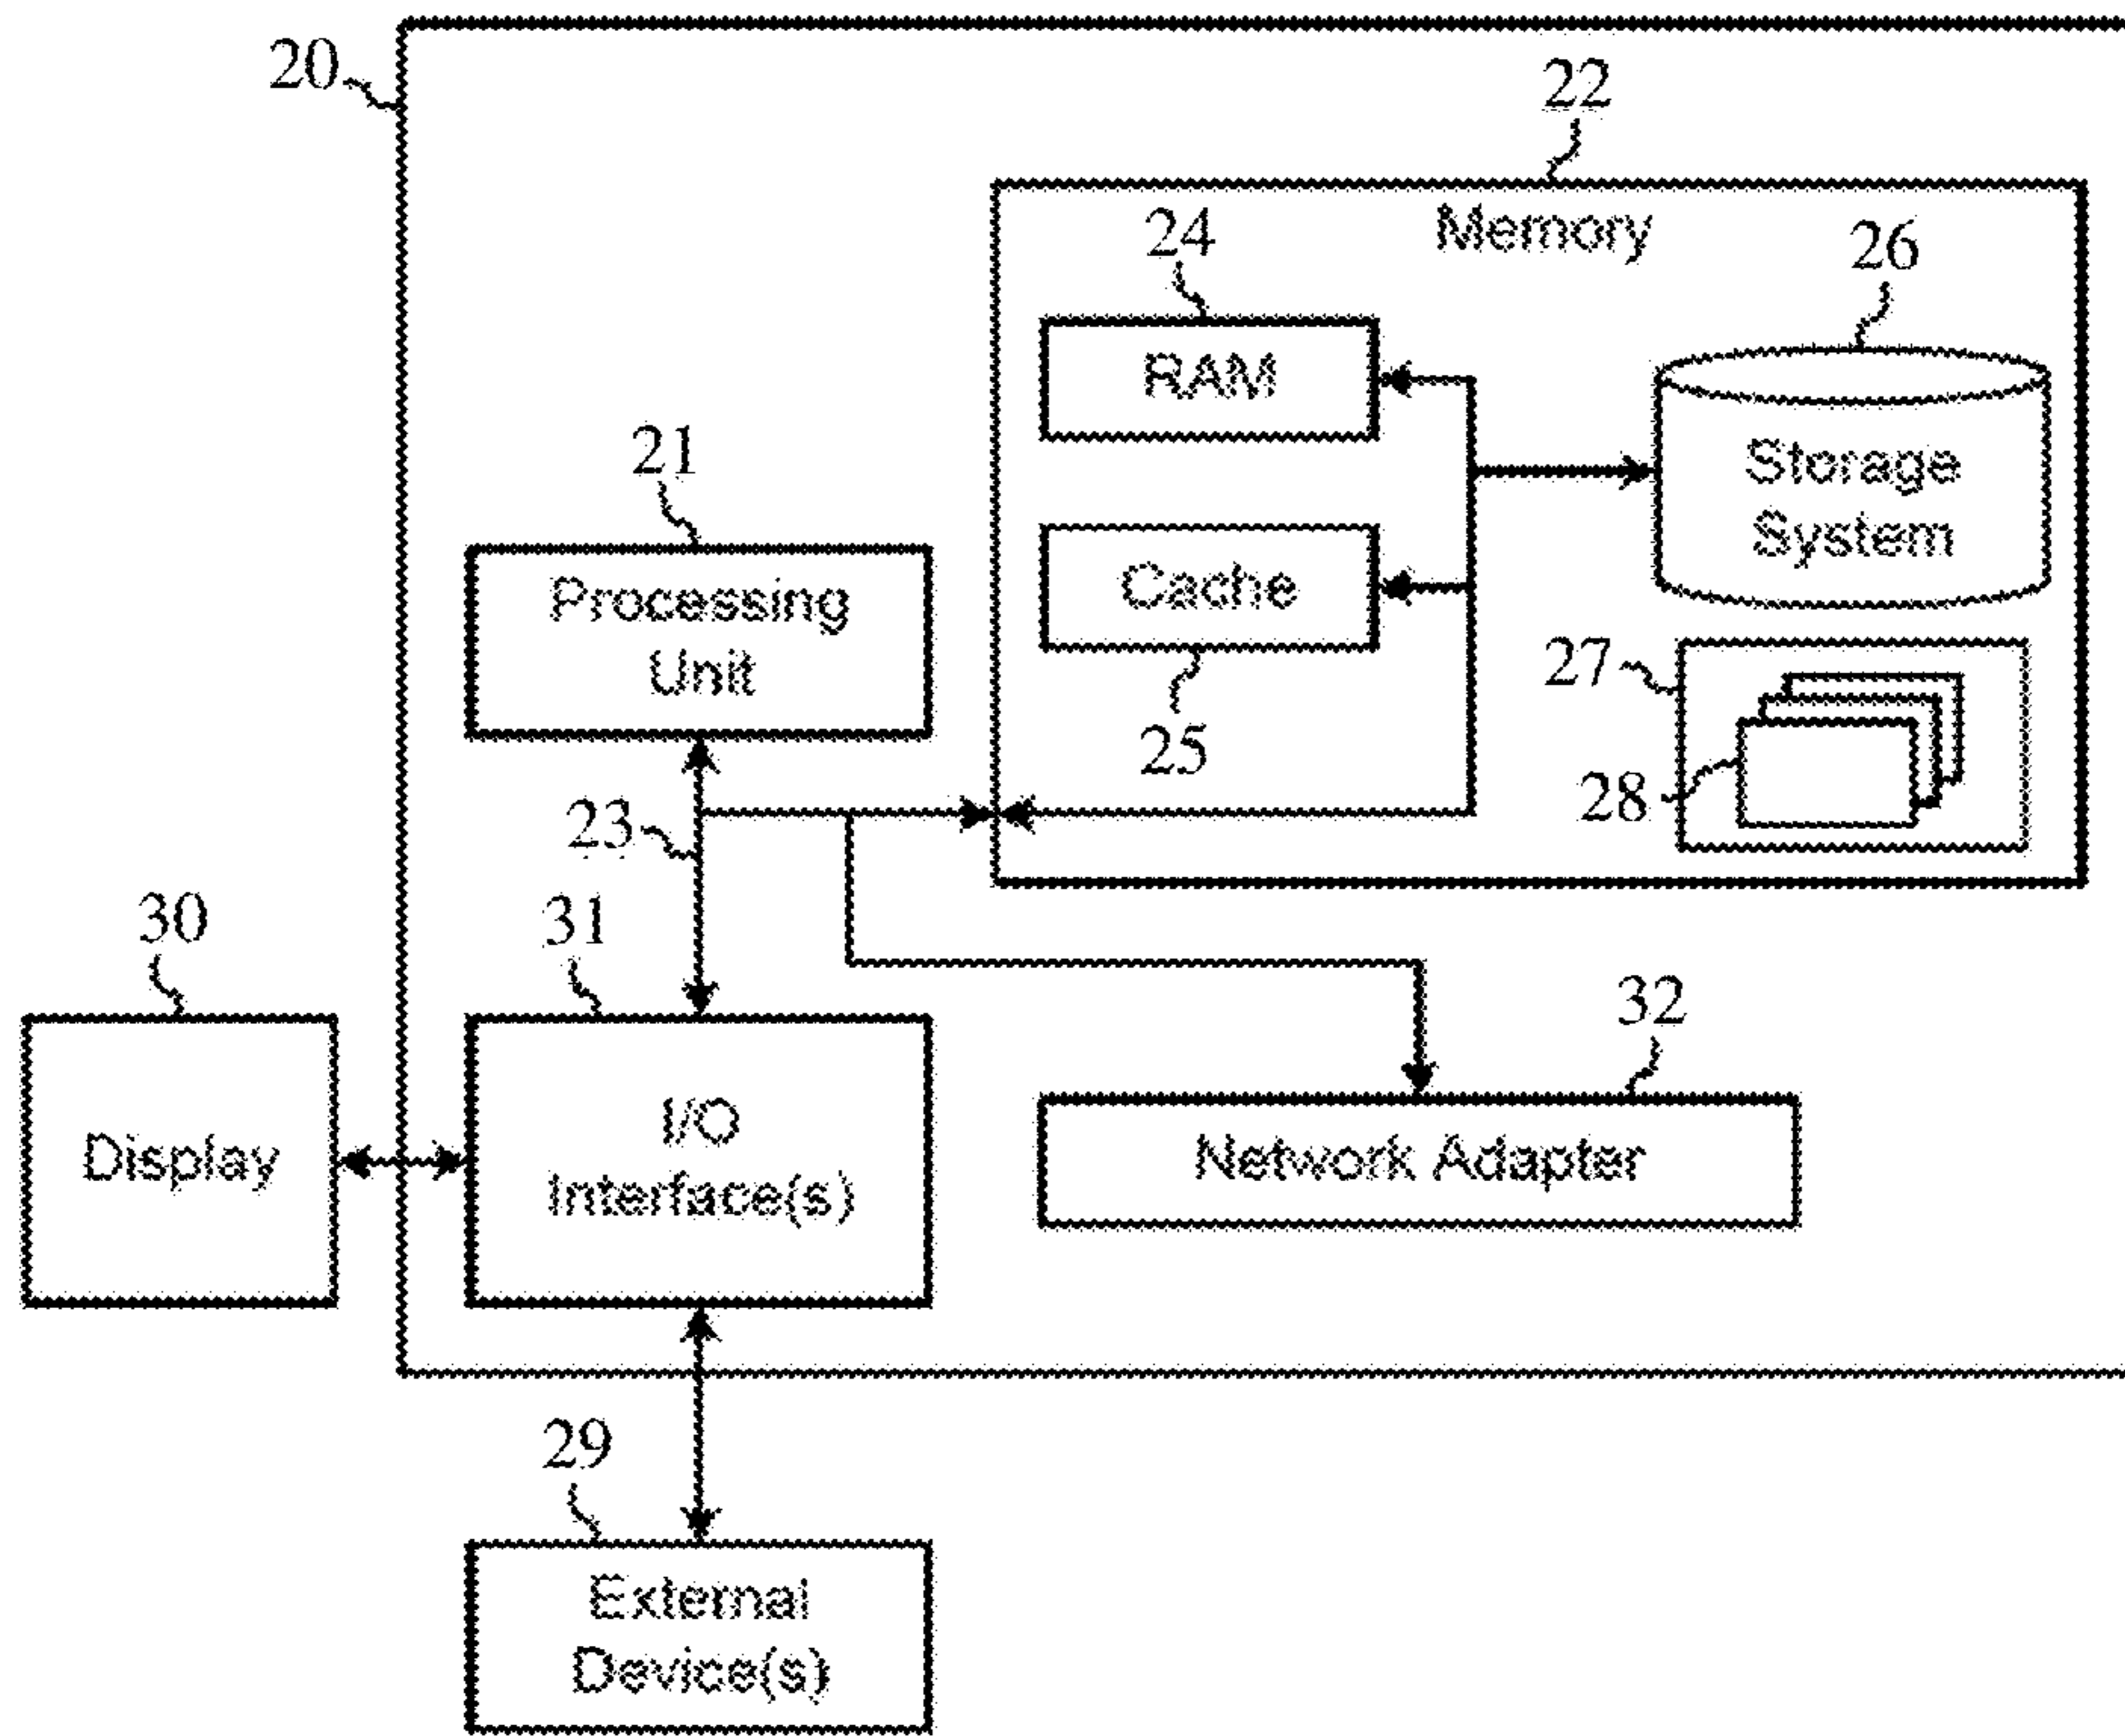 20
22
Memory
24
26
RAM
Storage
System
21
Processing
Unit
Cache
25
27
28
23
30
31
32
Display
I/O
Interface(s)
Network Adapter
29
External
Device(s)